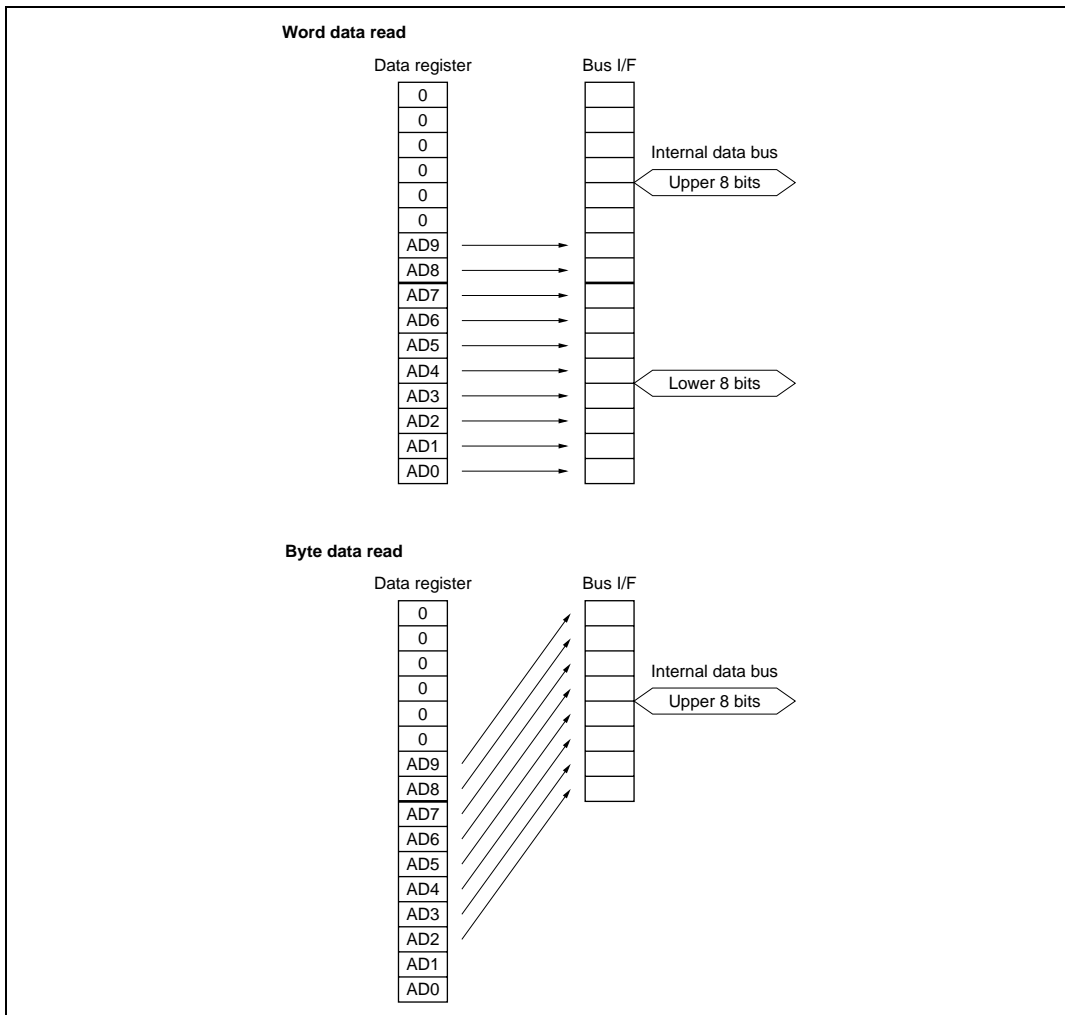 Word data read
Data register
Bus I/F
0
0
0
0
0
0
AD9
AD8
AD7
AD6
AD5
AD4
AD3
AD2
AD1
AD0
Internal data bus
Upper 8 bits
Lower 8 bits
Byte data read
Data register
Bus I/F
0
0
0
0
0
0
AD9
AD8
AD7
AD6
AD5
AD4
AD3
AD2
AD1
AD0
Internal data bus
Upper 8 bits